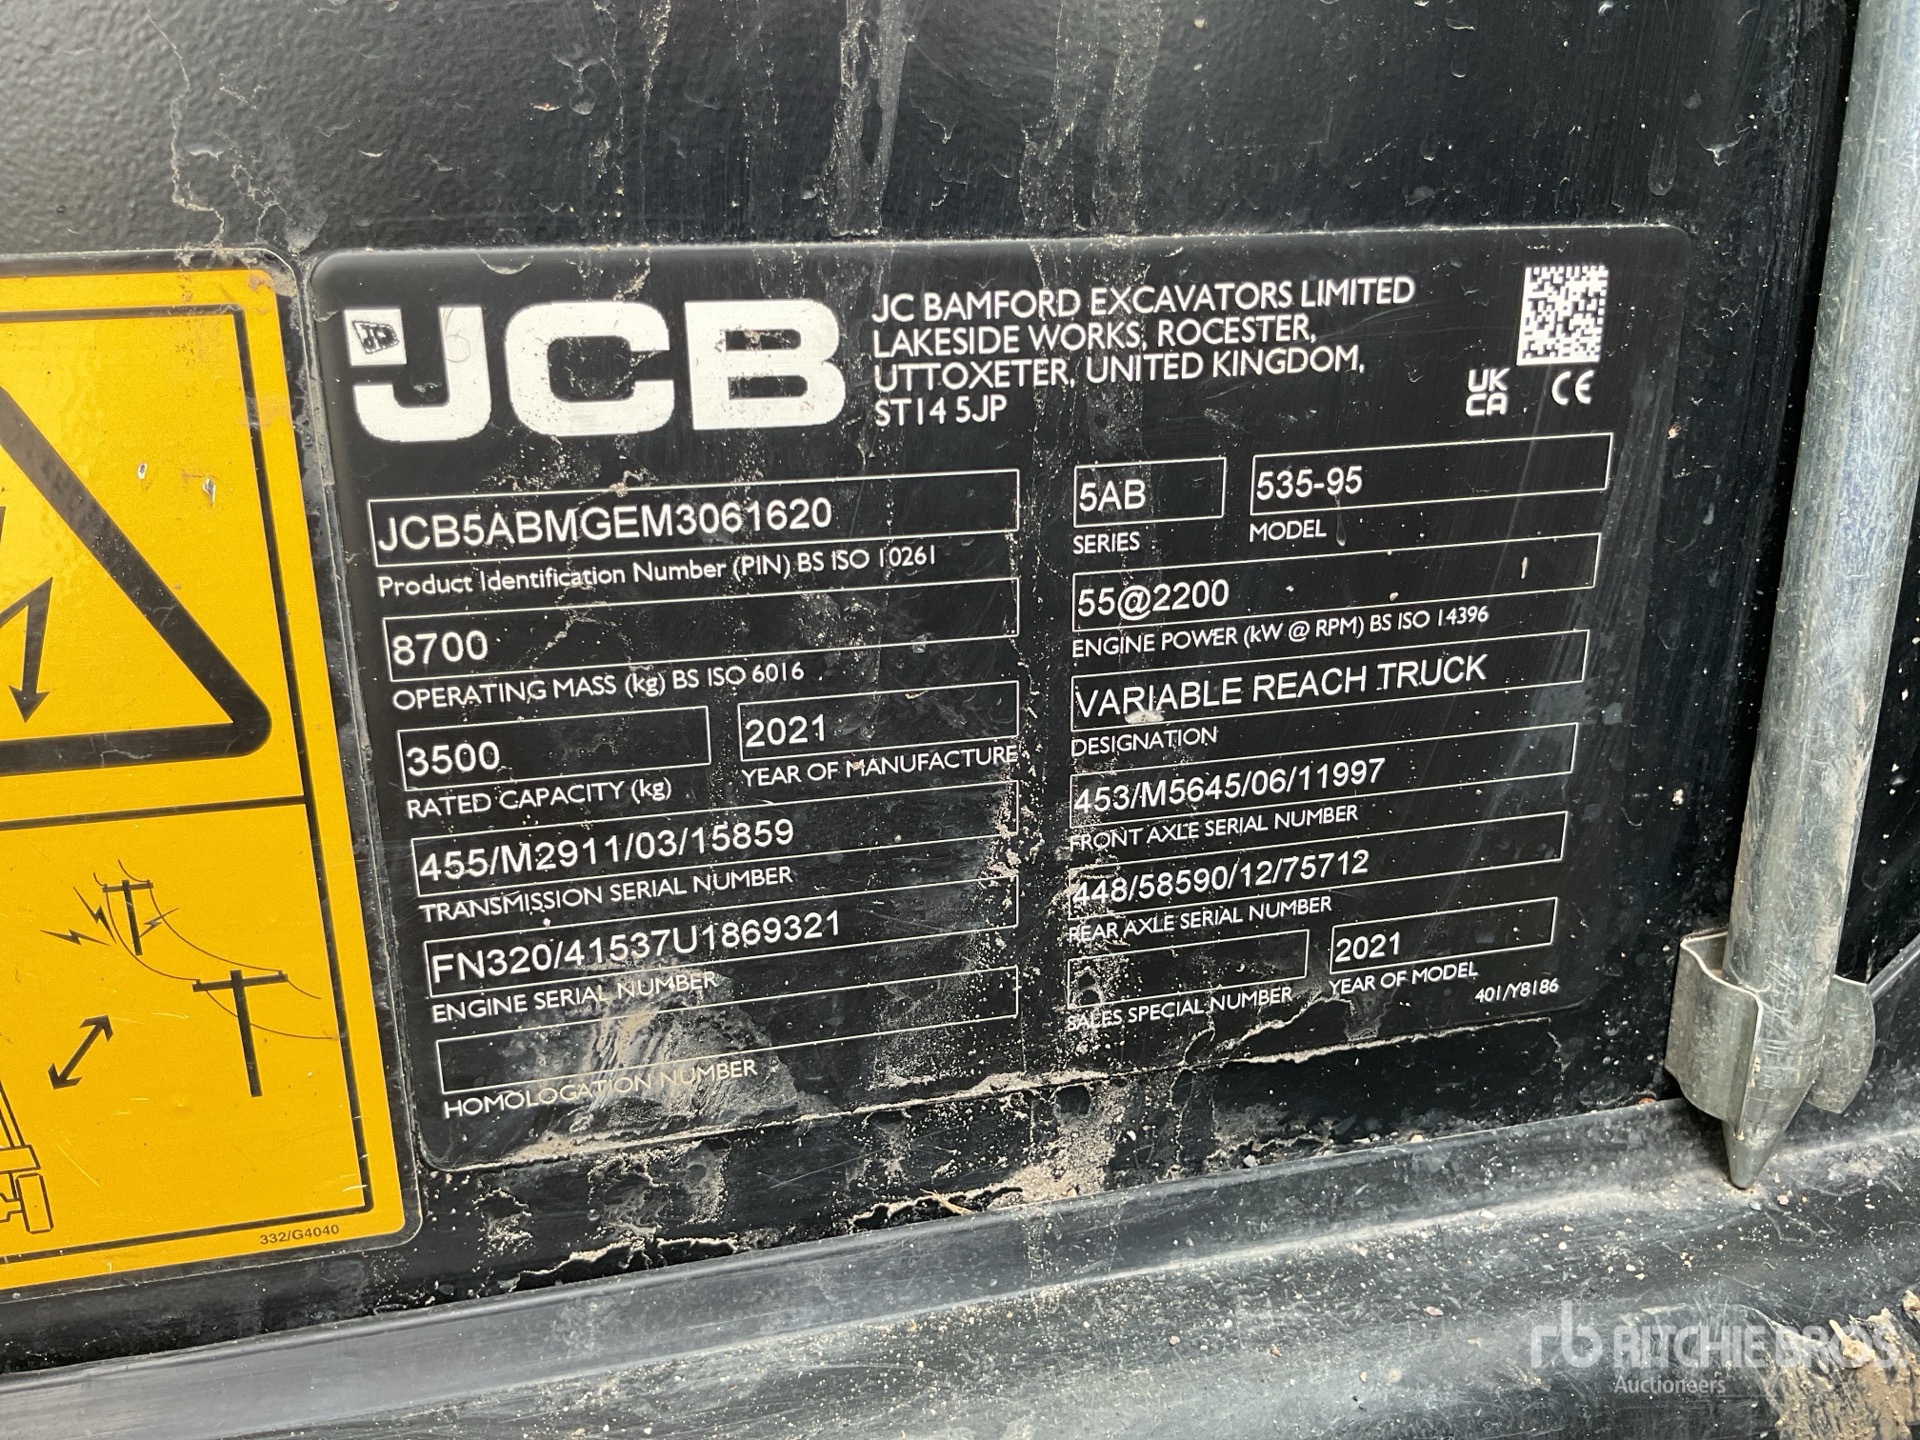 JCB
JC BAMFORD EXCAVATORS LIMITED
LAKESIDE WORKS, ROCESTER,
UTTOXETER, UNITED KINGDOM,
ST14 5JP
UK
CA
CE
JCB5ABMGEM3061620
Product Identification Number (PIN) BS ISO 10261
8700
OPERATING MASS (kg) BS ISO 6016
3500
RATED CAPACITY (kg)
2021
YEAR OF MANUFACTURE
455/M2911/03/15859
TRANSMISSION SERIAL NUMBER
FN320/41537U1869321
ENGINE SERIAL NUMBER
HOMOLOGATION NUMBER
5AB
SERIES
535-95
MODEL
55@2200
ENGINE POWER (kW @ RPM) BS ISO 14396
VARIABLE REACH TRUCK
DESIGNATION
453/M5645/06/11997
FRONT AXLE SERIAL NUMBER
448/58590/12/75712
REAR AXLE SERIAL NUMBER
SALES SPECIAL NUMBER
2021
YEAR OF MODEL
401/Y8186
332/G4040
rb RITCHIE BROS
Auctioneers